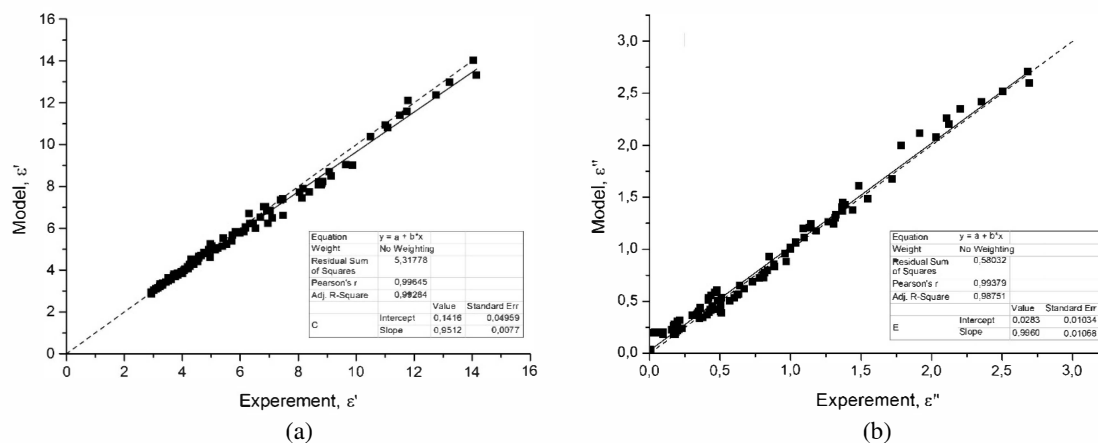 16
14
12
10
8
6
4
2
0
Model, ε'
Equation y = a + b*x
Weight No Weighting
Residual Sum of Squares 5,31778
Pearson's r 0,99645
Adj. R-Square 0,99284
Value Standard Err
C Intercept 0,1416 0,04959
Slope 0,9512 0,0077
0 2 4 6 8 10 12 14 16
Experement, ε'
(a)
3,0
2,5
2,0
1,5
1,0
0,5
0,0
Model, ε''
Equation y = a + b*x
Weight No Weighting
Residual Sum of Squares 0,58032
Pearson's r 0,99379
Adj. R-Square 0,98751
Value Standard Err
E Intercept 0,0283 0,01034
Slope 0,9960 0,01068
0,0 0,5 1,0 1,5 2,0 2,5 3,0
Experement, ε''
(b)